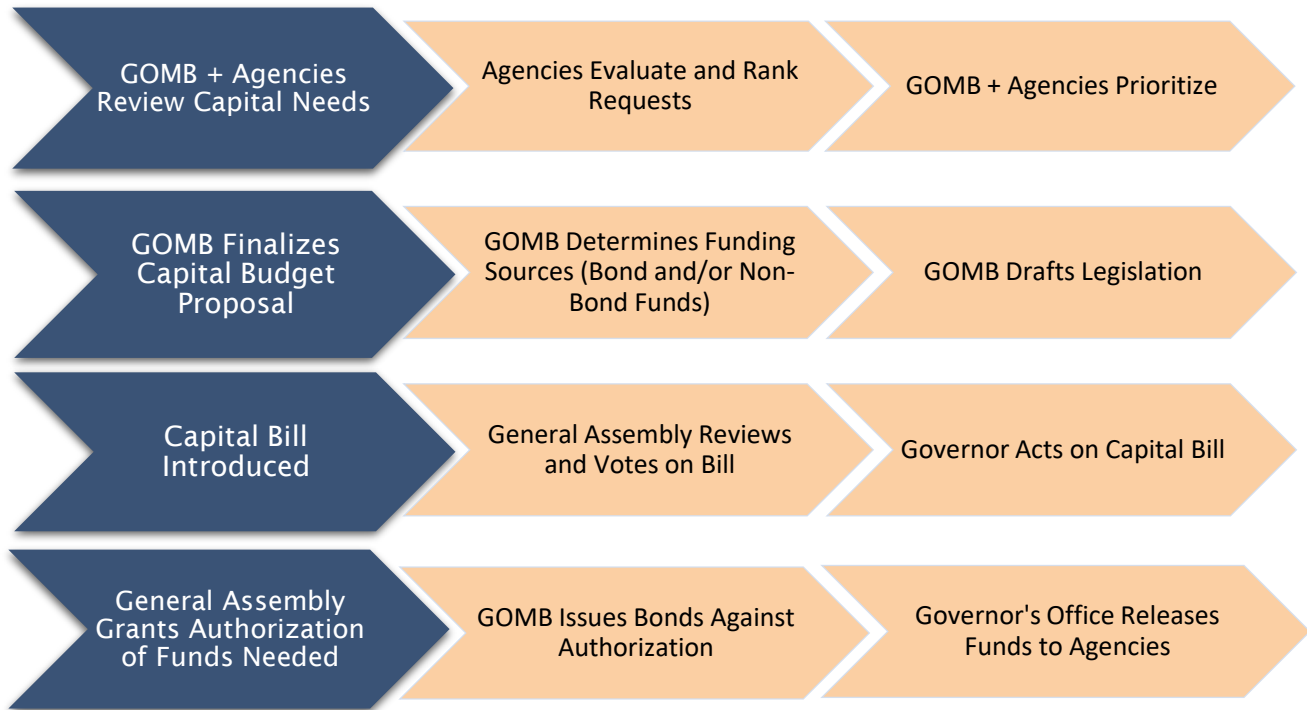 GOMB + Agencies
Review Capital Needs
Agencies Evaluate and Rank
Requests
GOMB + Agencies Prioritize
GOMB Finalizes
Capital Budget
Proposal
GOMB Determines Funding
Sources (Bond and/or Non-
Bond Funds)
GOMB Drafts Legislation
Capital Bill
Introduced
General Assembly Reviews
and Votes on Bill
Governor Acts on Capital Bill
General Assembly
Grants Authorization
of Funds Needed
GOMB Issues Bonds Against
Authorization
Governor's Office Releases
Funds to Agencies